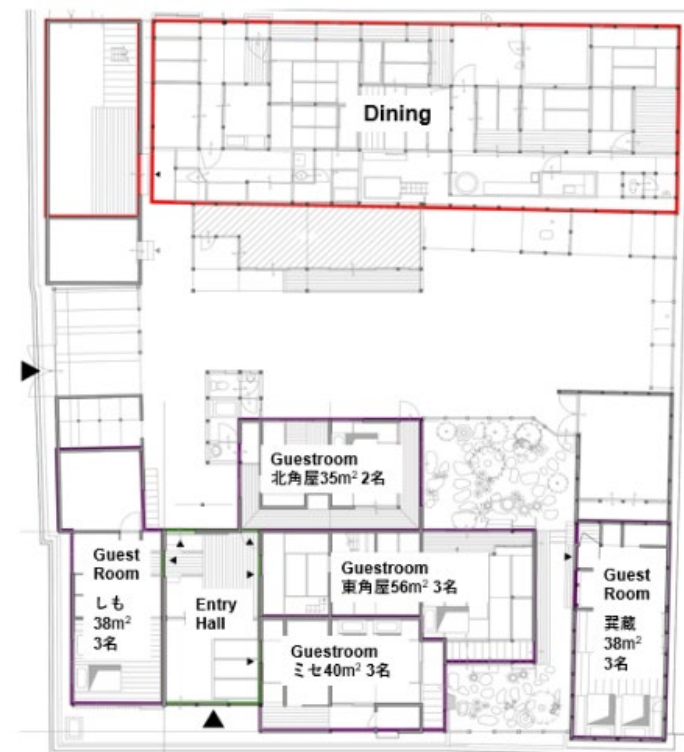 Dining
Guestroom
北角屋35m² 2名
Guest
Room
しも
38m²
3名
Entry
Hall
Guestroom
東角屋56m² 3名
Guestroom
ミセ40m² 3名
Guest
Room
巽蔵
38m²
3名